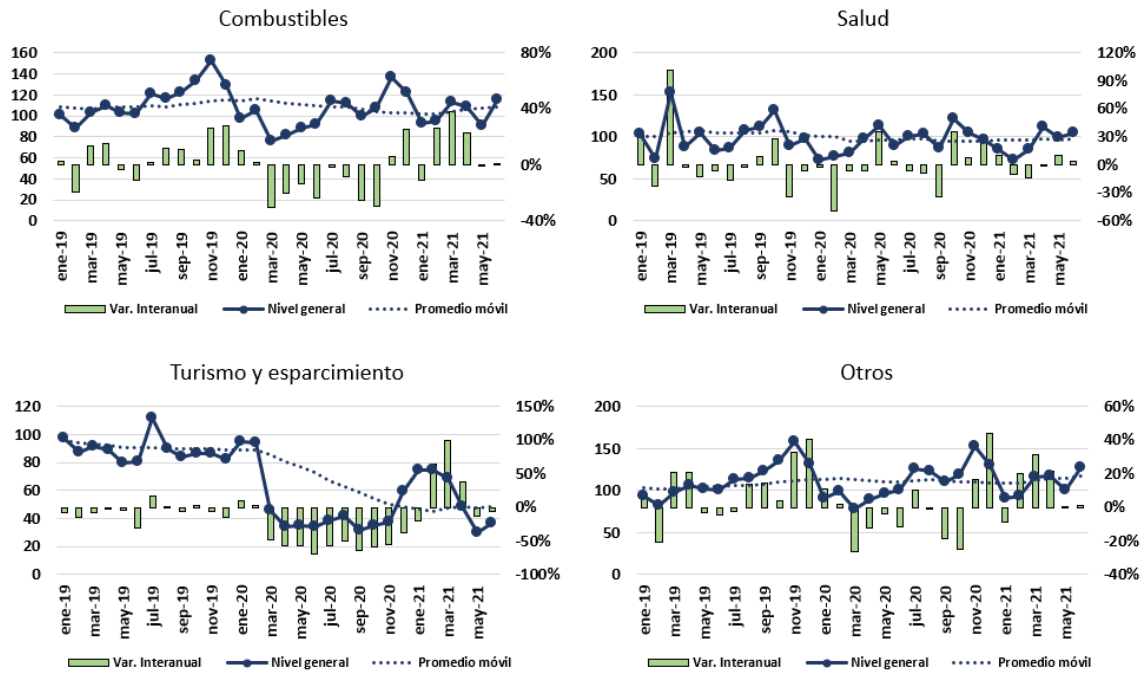 Combustibles
160
140
120
100
80
60
40
20
0
80%
40%
0%
-40%
ene-19
mar-19
may-19
jul-19
sep-19
nov-19
ene-20
mar-20
may-20
jul-20
sep-20
nov-20
ene-21
mar-21
may-21
Var. Interanual Nivel general Promedio móvil
Salud
200
150
100
50
0
120%
90%
60%
30%
0%
-30%
-60%
ene-19
mar-19
may-19
jul-19
sep-19
nov-19
ene-20
mar-20
may-20
jul-20
sep-20
nov-20
ene-21
mar-21
may-21
Var. Interanual Nivel general Promedio móvil
Turismo y esparcimiento
120
100
80
60
40
20
0
150%
100%
50%
0%
-50%
-100%
ene-19
mar-19
may-19
jul-19
sep-19
nov-19
ene-20
mar-20
may-20
jul-20
sep-20
nov-20
ene-21
mar-21
may-21
Var. Interanual Nivel general Promedio móvil
Otros
200
150
100
50
0
60%
40%
20%
0%
-20%
-40%
ene-19
mar-19
may-19
jul-19
sep-19
nov-19
ene-20
mar-20
may-20
jul-20
sep-20
nov-20
ene-21
mar-21
may-21
Var. Interanual Nivel general Promedio móvil